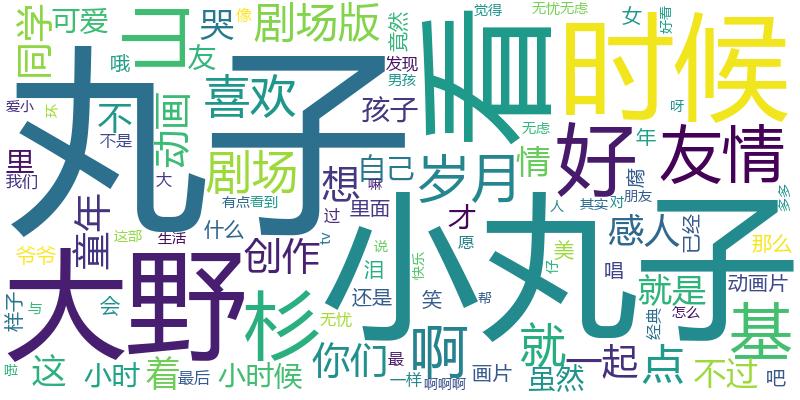 同学
可爱
山
哭
剧场版
竟然
看
时候
觉得
像
无忧无虑
女
好看
哦
友
发现
男孩
丸子
爱小
环
不
不是
动画
喜欢
孩子
好
友情
呀
年
里
我们
大
剧场
想
自己
嘛
岁月
情
无虑
腐
朋友
童年
有点看到
里面
过
什么
tv
才
愿
人
其实
对
多多
爷爷
这部
生活
大野
创作
小丸子
感人
已经
那么
美
仔
唱
说
泪
快乐
还是
笑
帮
就是
动画片
样子
与
会
杉
无忧
经典
怎么
基
啦
这
小时
着
最后
小时候
你们
最
一样
啊
啊啊啊
画片
就
虽然
一起
点
不过
吧